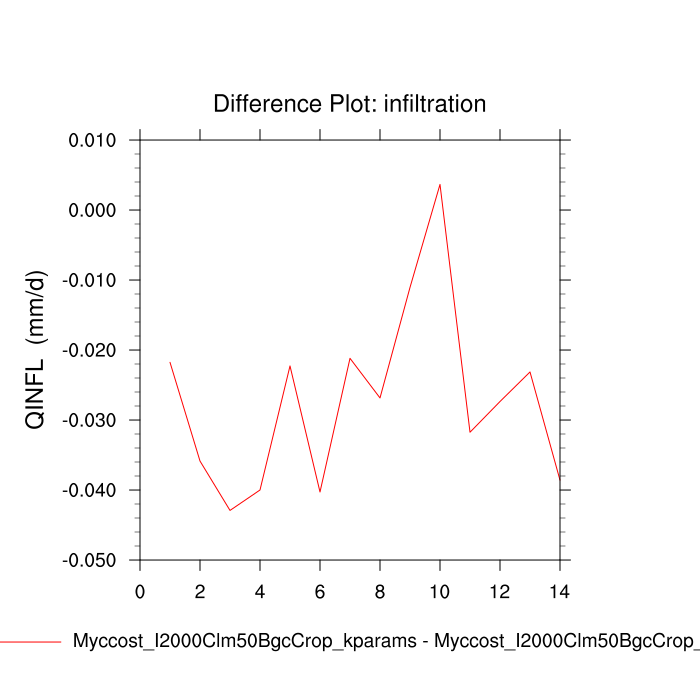 Difference Plot: infiltration
0.010
0.000
-0.010
-0.020
-0.030
-0.040
-0.050
QINFL (mm/d)
0 2 4 6 8 10 12 14
Myccost_I2000Clm50BgcCrop_kparams - Myccost_I2000Clm50BgcCrop_